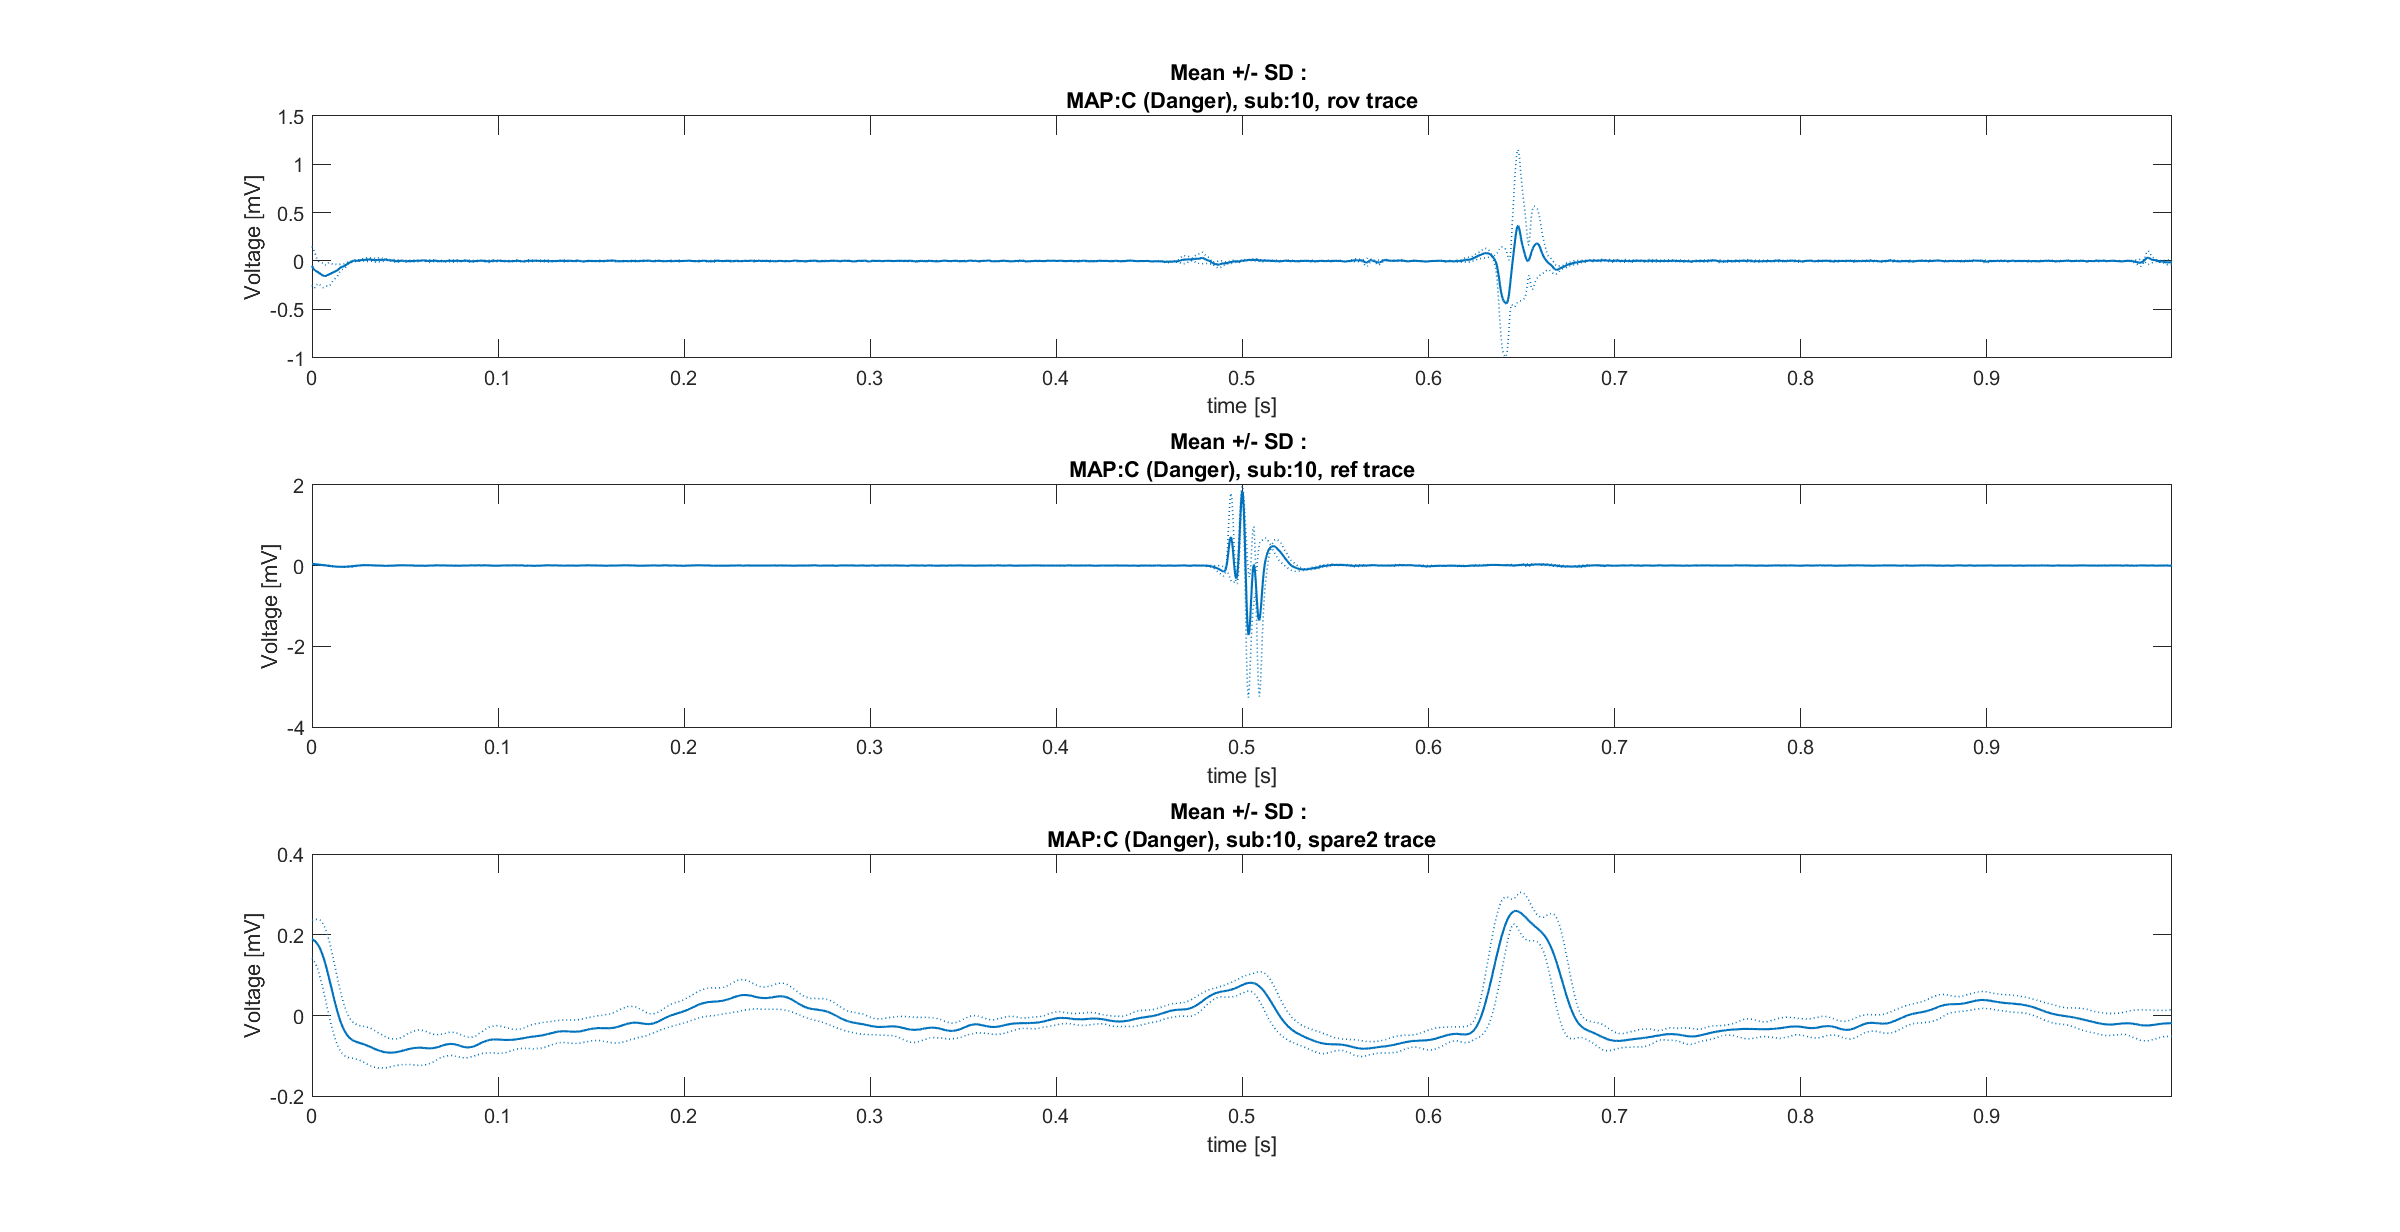 Mean +/- SD :
MAP:C (Danger), sub:10, rov trace
1.5
1
0.5
0
-0.5
-1
Voltage [mV]
0 0.1 0.2 0.3 0.4 0.5 0.6 0.7 0.8 0.9
time [s]
Mean +/- SD :
MAP:C (Danger), sub:10, ref trace
2
0
-2
-4
Voltage [mV]
0 0.1 0.2 0.3 0.4 0.5 0.6 0.7 0.8 0.9
time [s]
Mean +/- SD :
MAP:C (Danger), sub:10, spare2 trace
0.4
0.2
0
-0.2
Voltage [mV]
0 0.1 0.2 0.3 0.4 0.5 0.6 0.7 0.8 0.9
time [s]